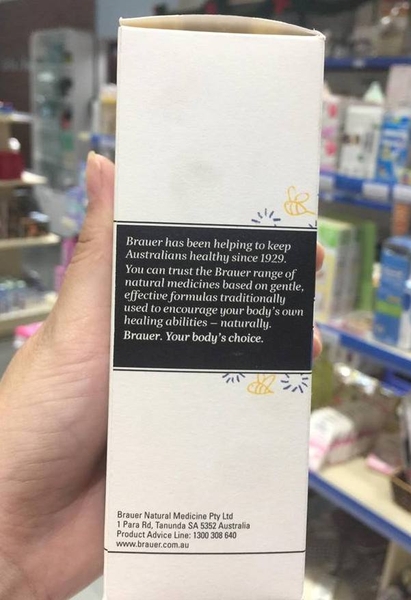 Brauer has been helping to keep
Australians healthy since 1929.
You can trust the Brauer range of
natural medicines based on gentle,
effective formulas traditionally
used to encourage your body's own
healing abilities – naturally.
Brauer. Your body's choice.
Brauer Natural Medicine Pty Ltd
1 Para Rd, Tanunda SA 5352 Australia
Product Advice Line: 1300 308 640
www.brauer.com.au